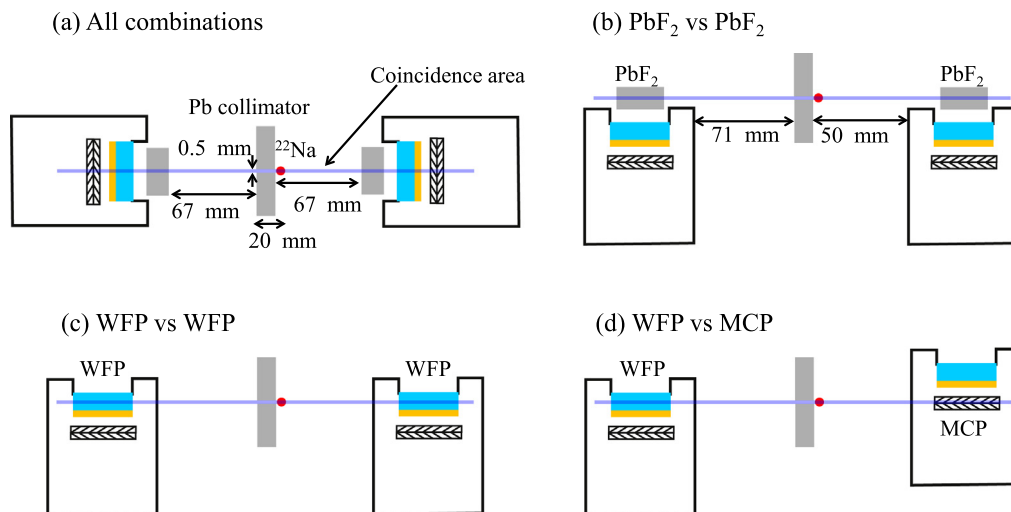 (a) All combinations
Coincidence area
Pb collimator
0.5 mm
²²Na
67 mm
67 mm
20 mm
(b) PbF₂ vs PbF₂
PbF₂
PbF₂
71 mm
50 mm
(c) WFP vs WFP
WFP
WFP
(d) WFP vs MCP
WFP
MCP